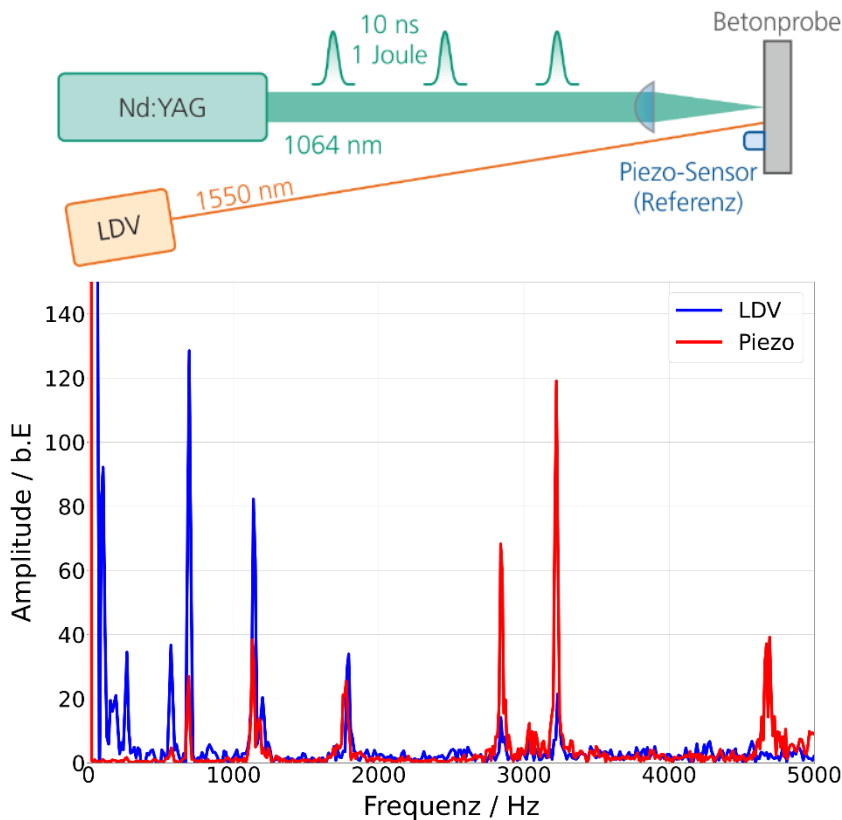 10 ns
1 Joule
Betonprobe
Nd:YAG
1064 nm
1550 nm
LDV
Piezo-Sensor
(Referenz)
LDV
Piezo
Amplitude / b.E
140
120
100
80
60
40
20
0
0 1000 2000 3000 4000 5000
Frequenz / Hz